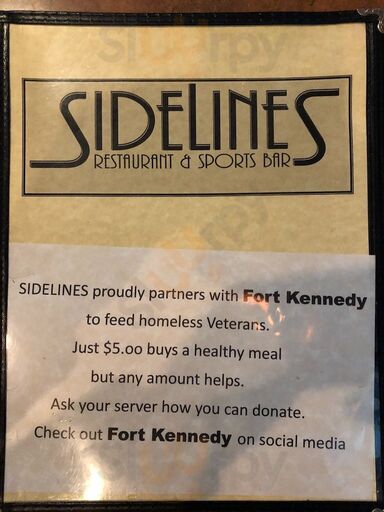 SIDELINES
RESTAURANT & SPORTS BAR
SIDELINES proudly partners with Fort Kennedy
to feed homeless Veterans.
Just $5.00 buys a healthy meal
but any amount helps.
Ask your server how you can donate.
Check out Fort Kennedy on social media